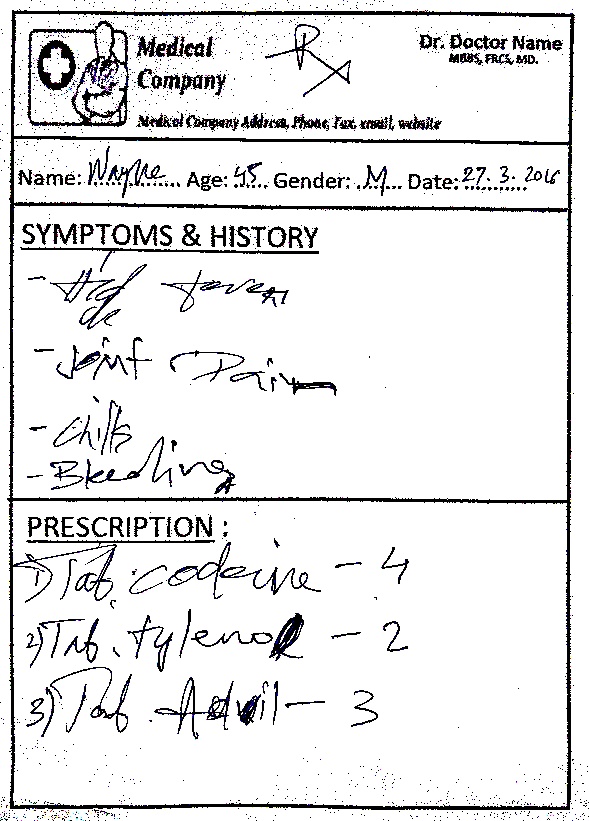 Medical
Company
Rx
Dr. Doctor Name
MBBS, FRCS, MD.
Medical Company Address, Phone, Fax, email, website
Name: Wayne Age: 45 Gender: M Date: 27.3.2016
SYMPTOMS & HISTORY
- High fever
- Joint Pain
- Chills
- Bleeding
PRESCRIPTION :
1) Tab. codeine - 4
2) Tab. tylenol - 2
3) Tab. Advil - 3